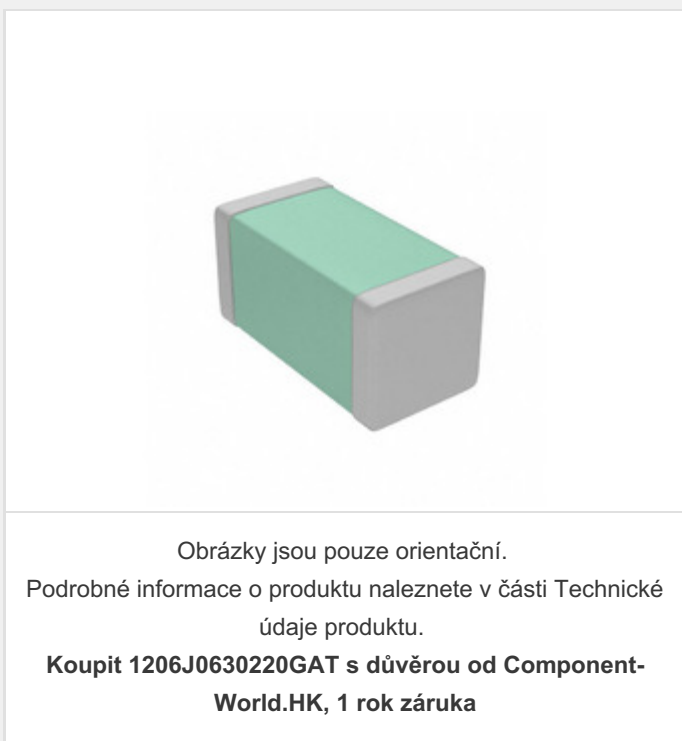 Obrázky jsou pouze orientační.
Podrobné informace o produktu naleznete v části Technické
údaje produktu.
Koupit 1206J0630220GAT s důvěrou od Component-
World.HK, 1 rok záruka